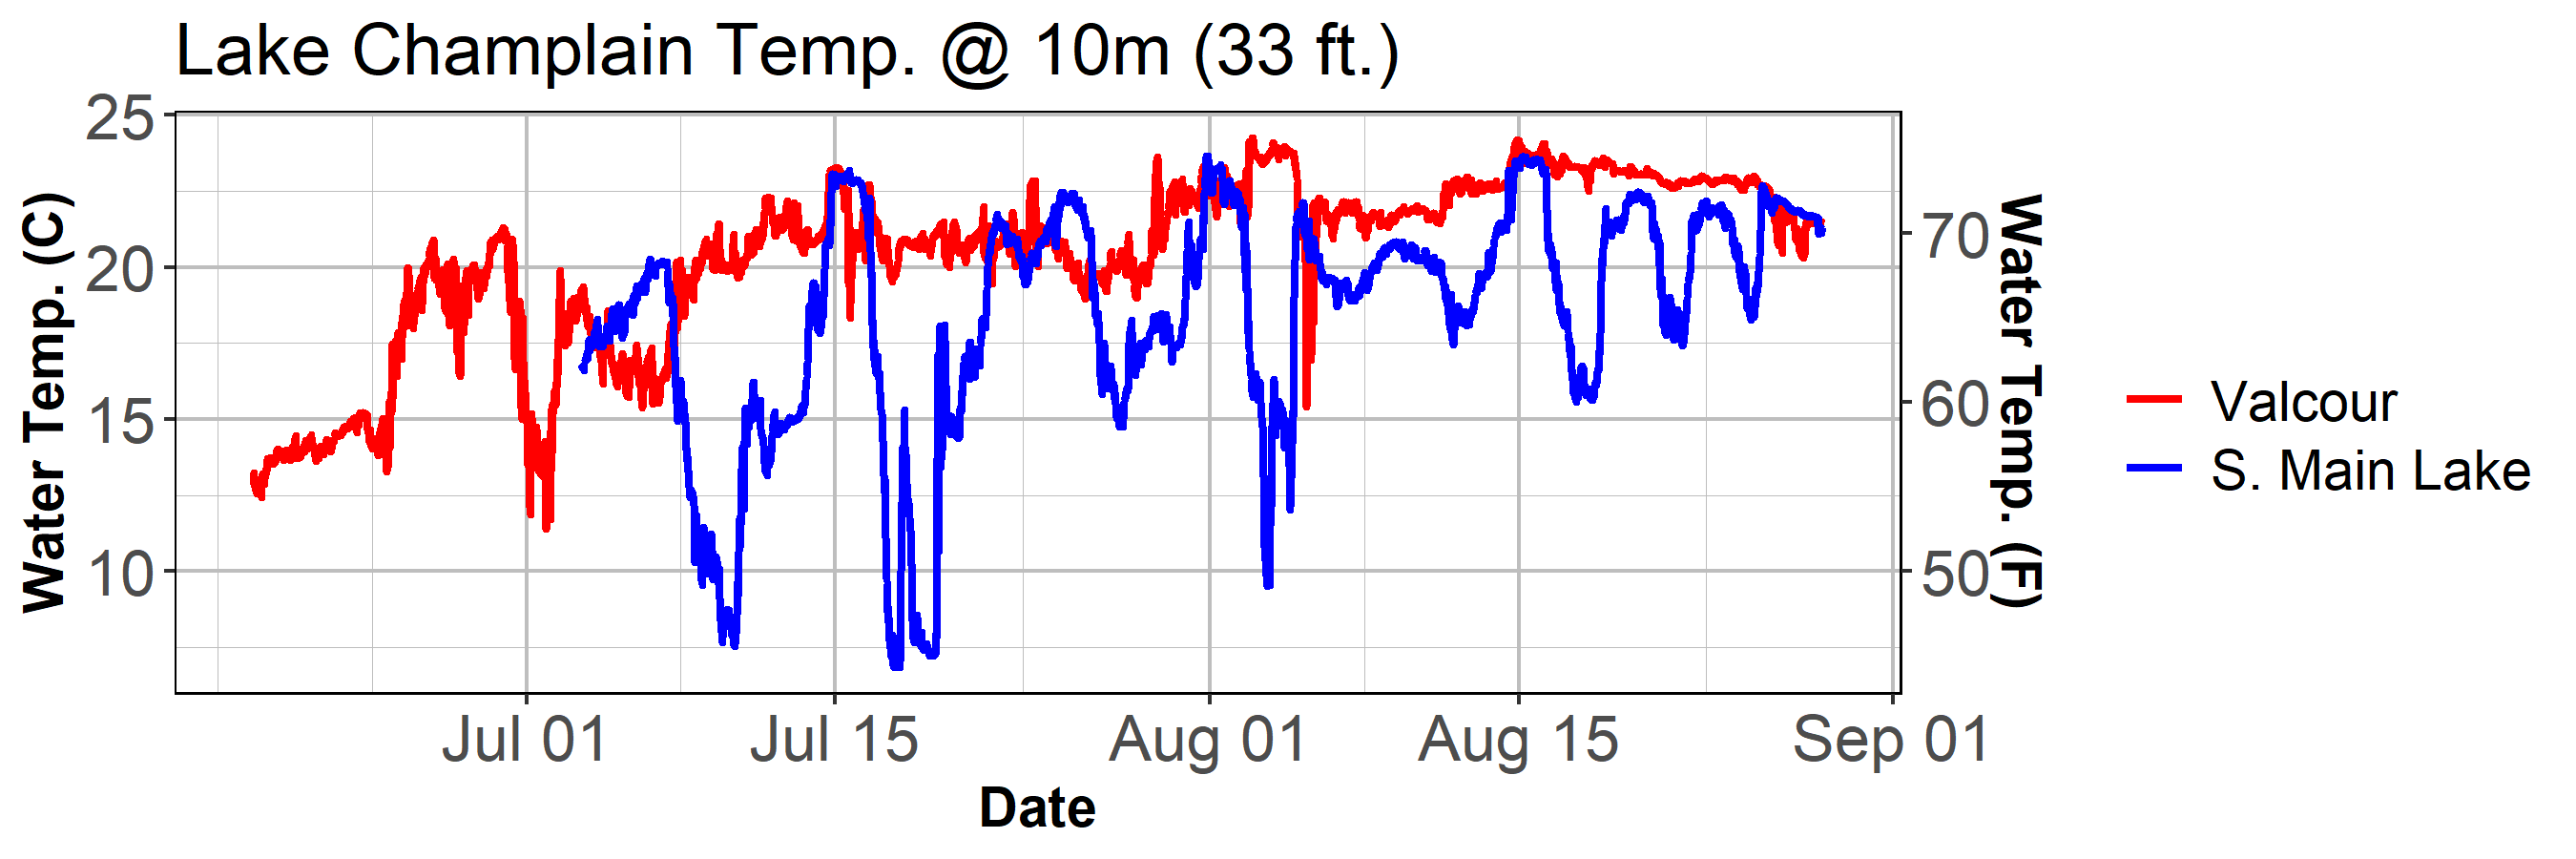 Lake Champlain Temp. @ 10m (33 ft.)
Water Temp. (C)
25
20
15
10
70
60
50
Water Temp. (F)
Jul 01
Jul 15
Aug 01
Aug 15
Sep 01
Date
Valcour
S. Main Lake